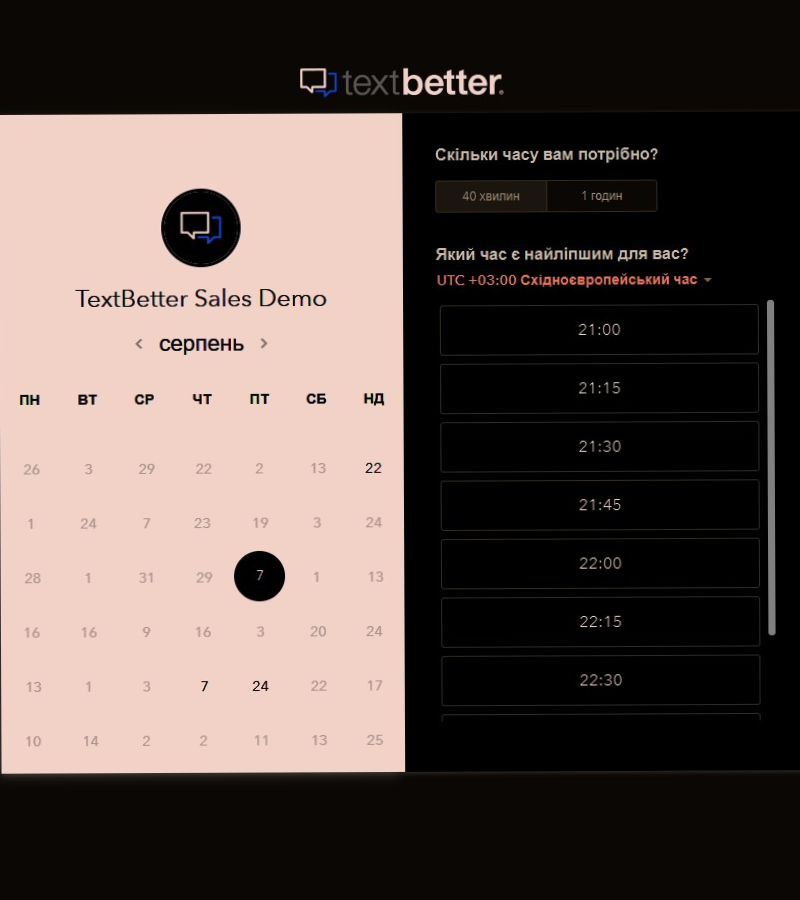 textbetter.
TextBetter Sales Demo
серпень
ПН ВТ СР ЧТ ПТ СБ НД
26 3 29 22 2 13 22
1 24 7 23 19 3 24
28 1 31 29 7 1 13
16 16 9 16 3 20 24
13 1 3 7 24 22 17
10 14 2 2 11 13 25
Скільки часу вам потрібно?
40 хвилин 1 годин
Який час є найліпшим для вас?
UTC +03:00 Східноєвропейський час
21:00
21:15
21:30
21:45
22:00
22:15
22:30